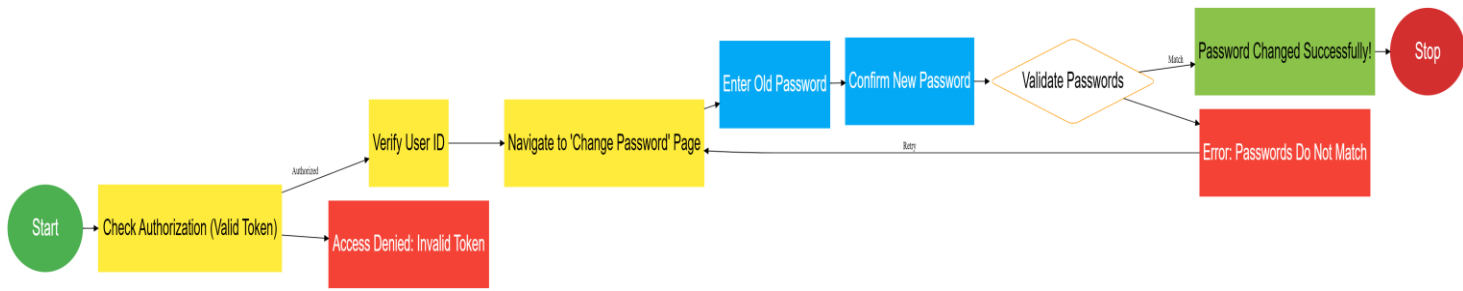 Start
Check Authorization (Valid Token)
Authorized
Verify User ID
Access Denied: Invalid Token
Navigate to 'Change Password' Page
Enter Old Password
Confirm New Password
Validate Passwords
Match
Password Changed Successfully!
Stop
Error: Passwords Do Not Match
Retry